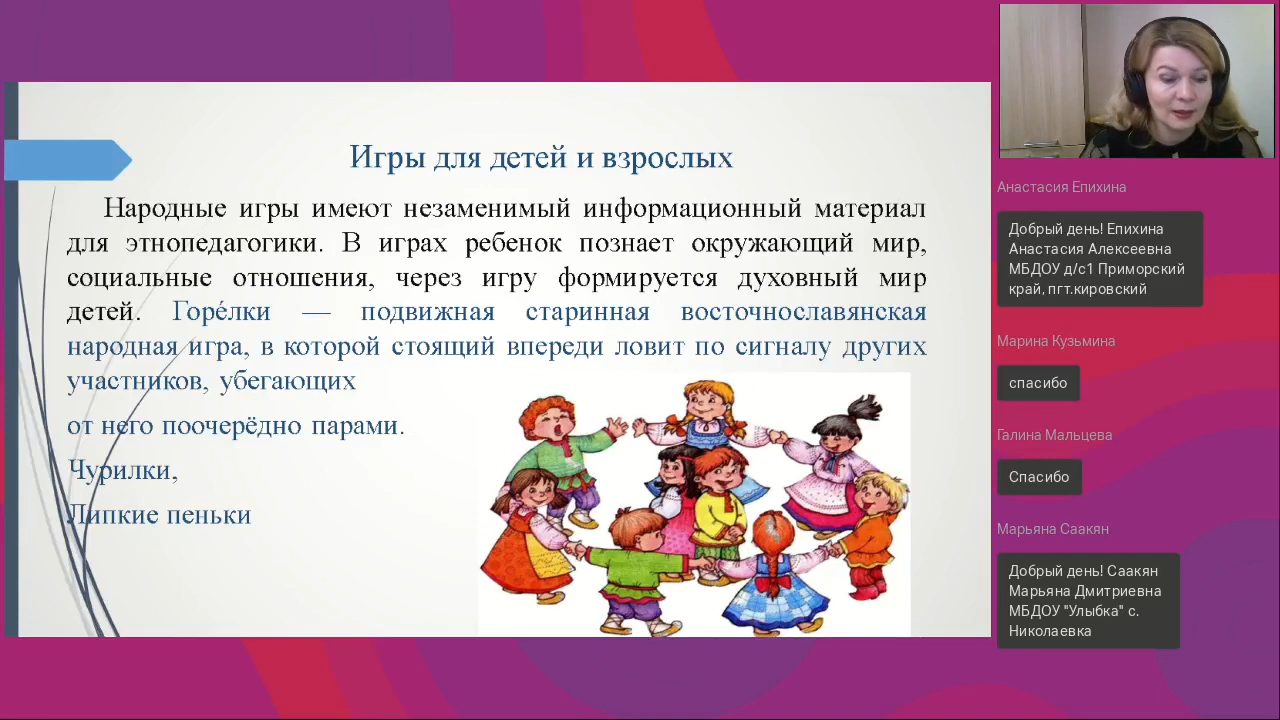 Игры для детей и взрослых
Народные игры имеют незаменимый информационный материал
для этнопедагогики. В играх ребенок познает окружающий мир,
социальные отношения, через игру формируется духовный мир
детей. Горе́лки — подвижная старинная восточнославянская
народная игра, в которой стоящий впереди ловит по сигналу других
участников, убегающих
от него поочерёдно парами.
Чурилки,
Липкие пеньки
Анастасия Епихина
Добрый день! Епихина
Анастасия Алексеевна
МБДОУ д/с1 Приморский
край, пгт.кировский
Марина Кузьмина
спасибо
Галина Мальцева
Спасибо
Марьяна Саакян
Добрый день! Саакян
Марьяна Дмитриевна
МБДОУ "Улыбка" с.
Николаевка